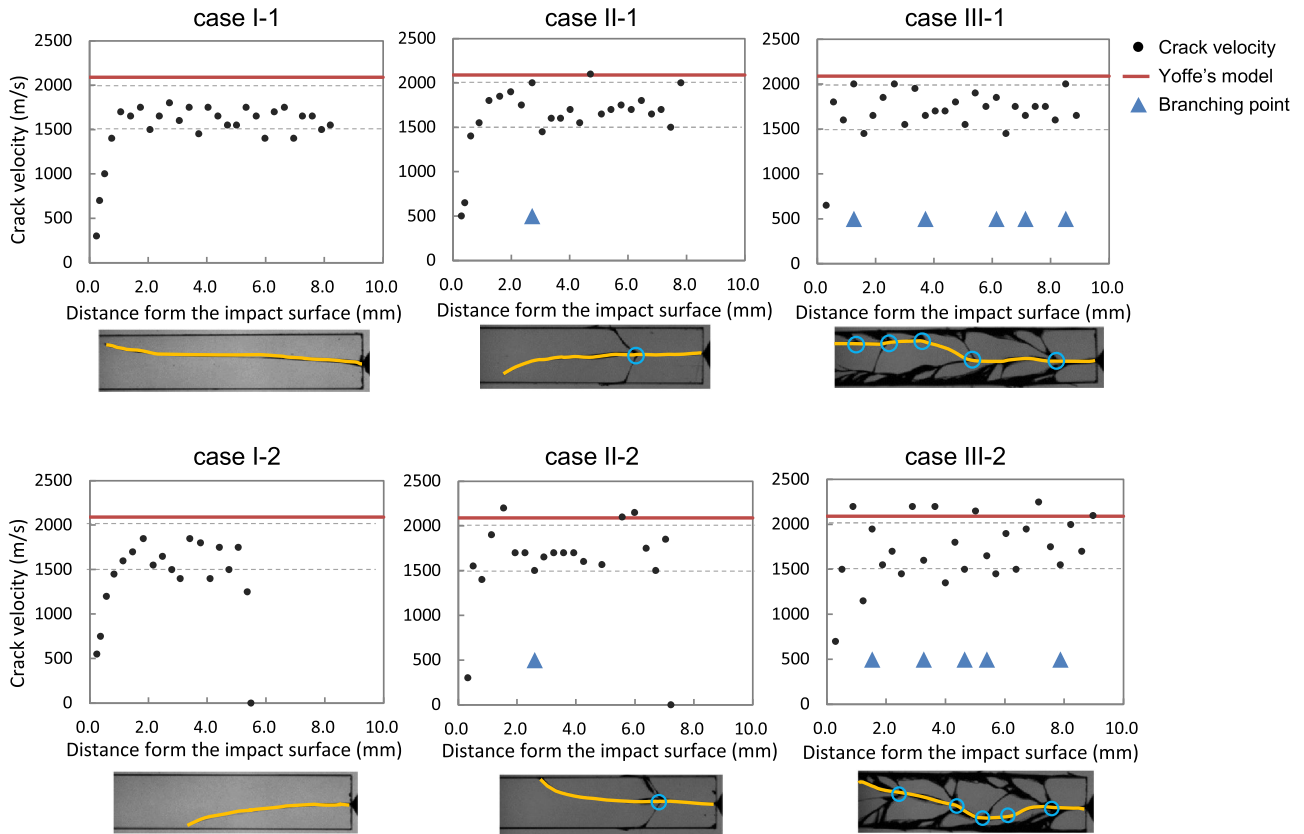 case I-1
case II-1
case III-1
Crack velocity (m/s)
2500
2000
1500
1000
500
0
0.0 2.0 4.0 6.0 8.0 10.0
Distance form the impact surface (mm)
2500
2000
1500
1000
500
0
0.0 2.0 4.0 6.0 8.0 10.0
Distance form the impact surface (mm)
2500
2000
1500
1000
500
0
0.0 2.0 4.0 6.0 8.0 10.0
Distance form the impact surface (mm)
Crack velocity
Yoffe's model
Branching point
case I-2
case II-2
case III-2
Crack velocity (m/s)
2500
2000
1500
1000
500
0
0.0 2.0 4.0 6.0 8.0 10.0
Distance form the impact surface (mm)
2500
2000
1500
1000
500
0
0.0 2.0 4.0 6.0 8.0 10.0
Distance form the impact surface (mm)
2500
2000
1500
1000
500
0
0.0 2.0 4.0 6.0 8.0 10.0
Distance form the impact surface (mm)